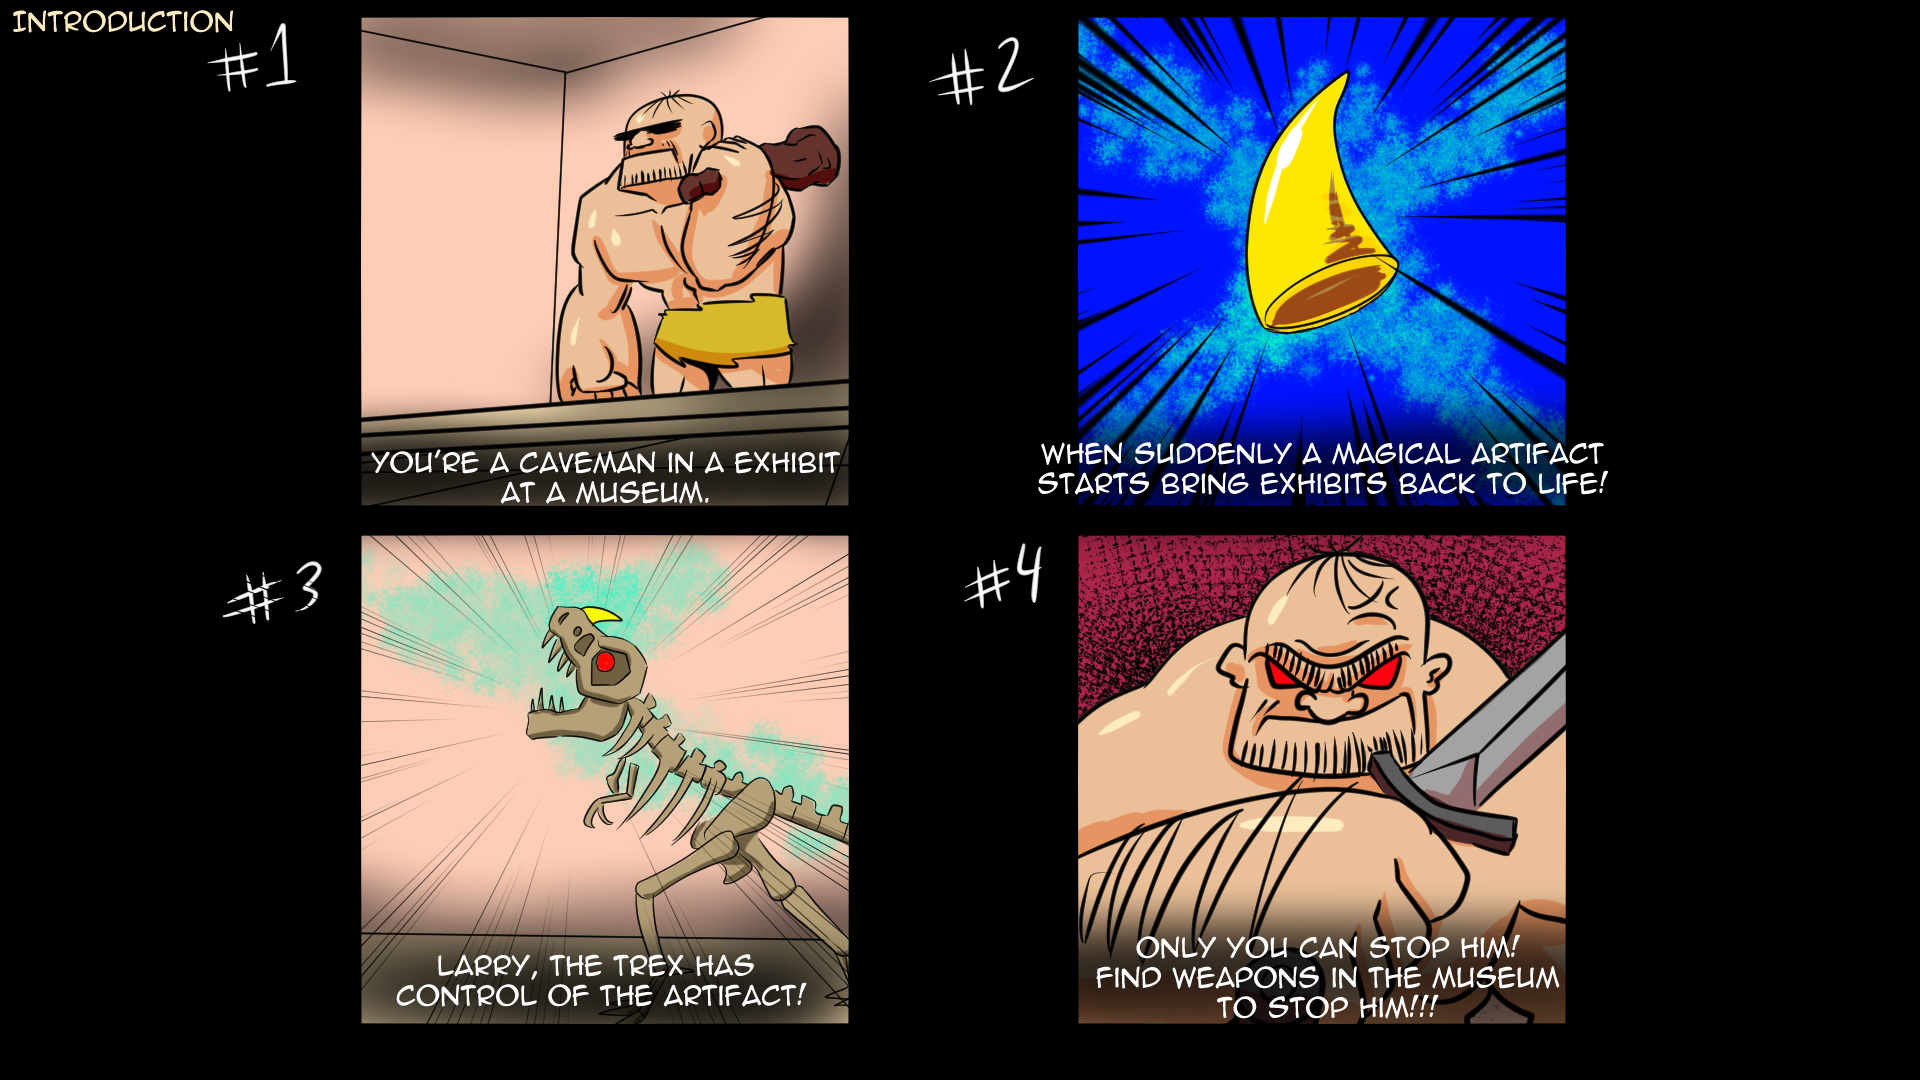 INTRODUCTION
#1
YOU'RE A CAVEMAN IN A EXHIBIT
AT A MUSEUM.
#2
WHEN SUDDENLY A MAGICAL ARTIFACT
STARTS BRING EXHIBITS BACK TO LIFE!
#3
LARRY, THE TREX HAS
CONTROL OF THE ARTIFACT!
#4
ONLY YOU CAN STOP HIM!
FIND WEAPONS IN THE MUSEUM
TO STOP HIM!!!